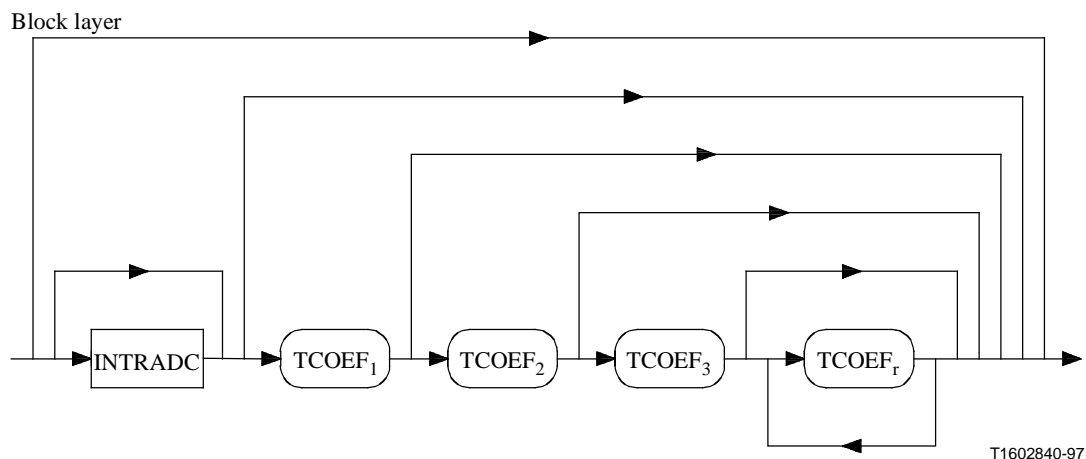 Block layer
INTRADC
TCOEF1
TCOEF2
TCOEF3
TCOEFr
T1602840-97